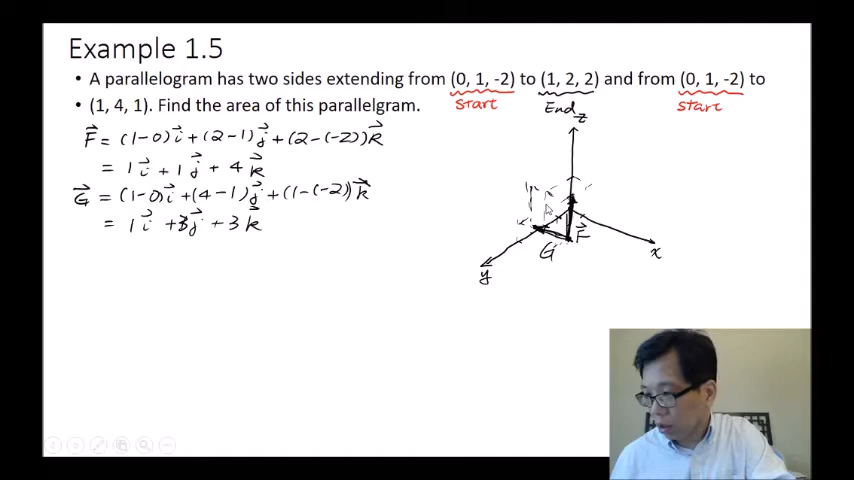 Example 1.5
• A parallelogram has two sides extending from (0, 1, -2) to (1, 2, 2) and from (0, 1, -2) to
• (1, 4, 1). Find the area of this parallelgram.
Start
End
Start
F⃗ = (1-0)i⃗ + (2-1)j⃗ + (2-(-2))k⃗
= 1i⃗ + 1j⃗ + 4k⃗
G⃗ = (1-0)i⃗ + (4-1)j⃗ + (1-(-2))k⃗
= 1i⃗ + 3j⃗ + 3k⃗
z
F⃗
G
x
y